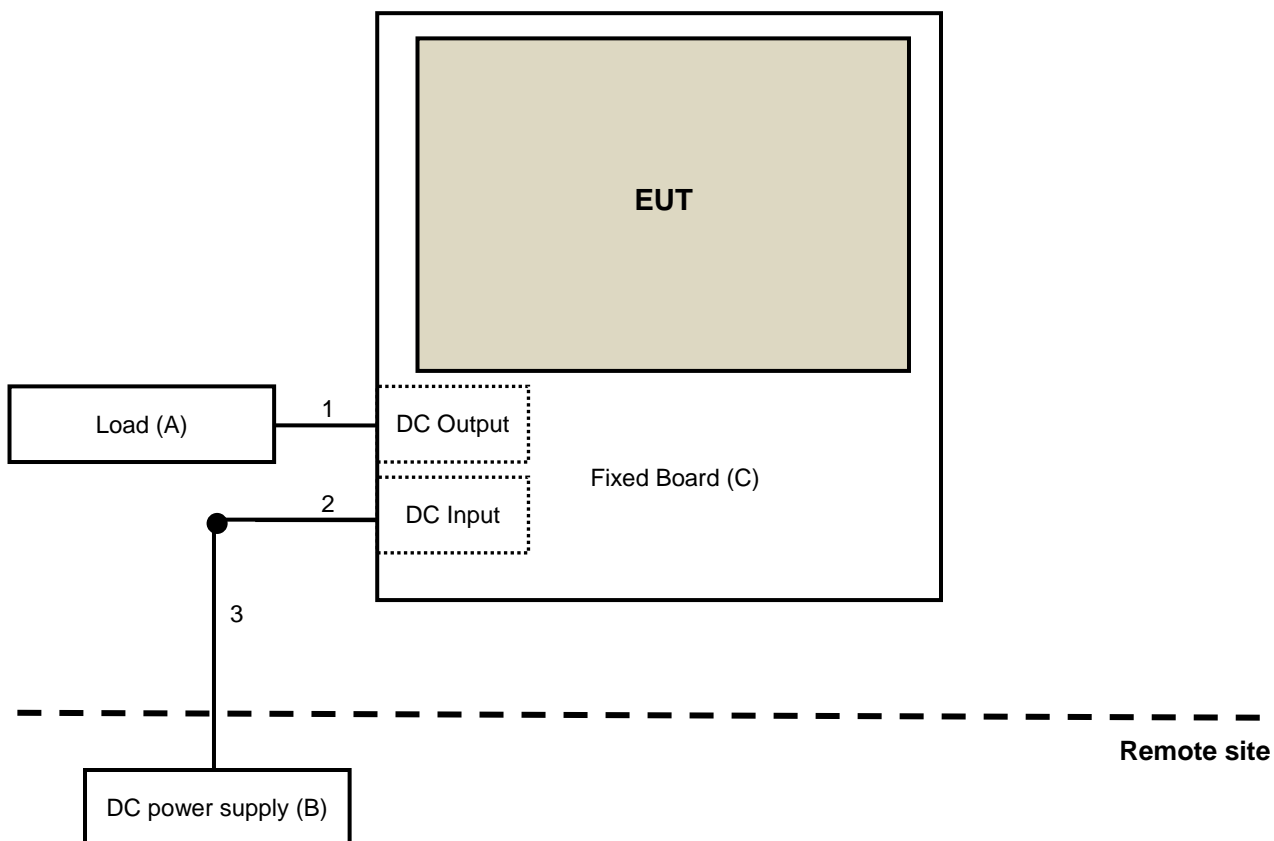 EUT
Load (A)
1
DC Output
Fixed Board (C)
2
DC Input
3
Remote site
DC power supply (B)